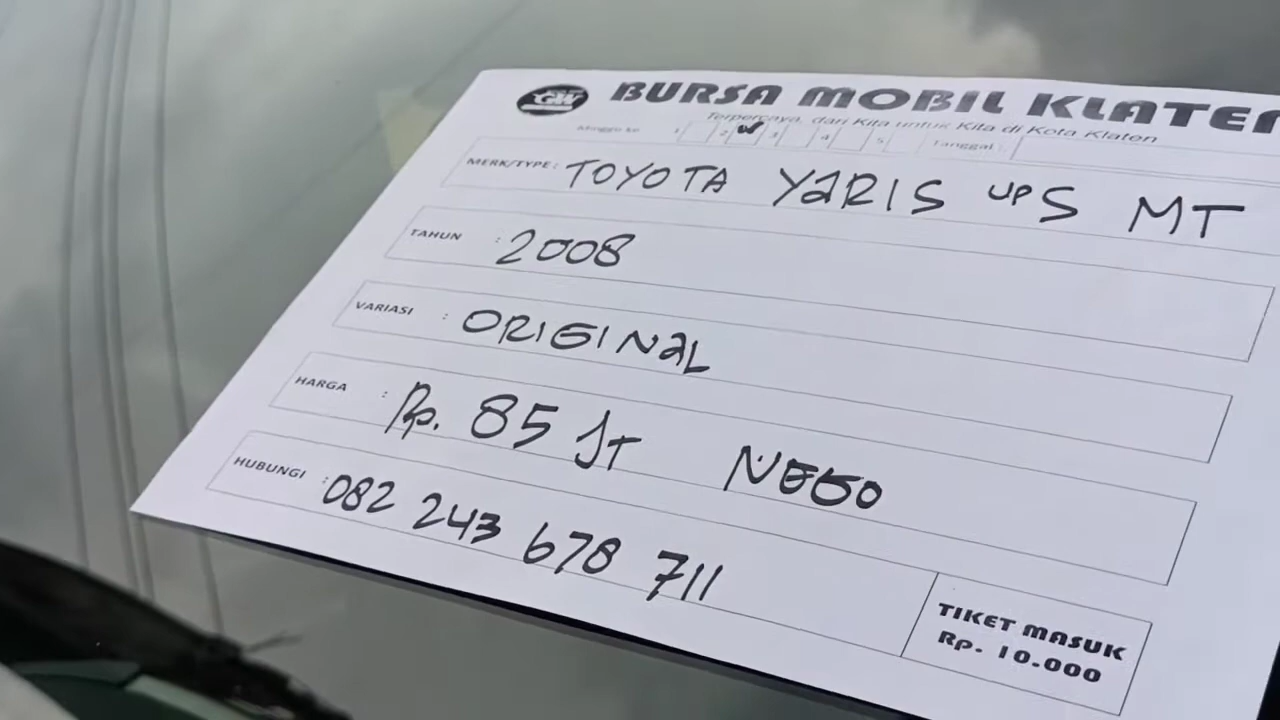 GW BURSA MOBIL KLATEN
Terpercaya, dari Kita untuk Kita di Kota Klaten
Minggu ke 1 2 3 4 5 Tanggal :
MERK/TYPE : TOYOTA YARIS UPS MT
TAHUN : 2008
VARIASI : ORIGINAL
HARGA : Rp. 85 Jt NEGO
HUBUNGI : 082 243 678 711
TIKET MASUK
Rp. 10.000